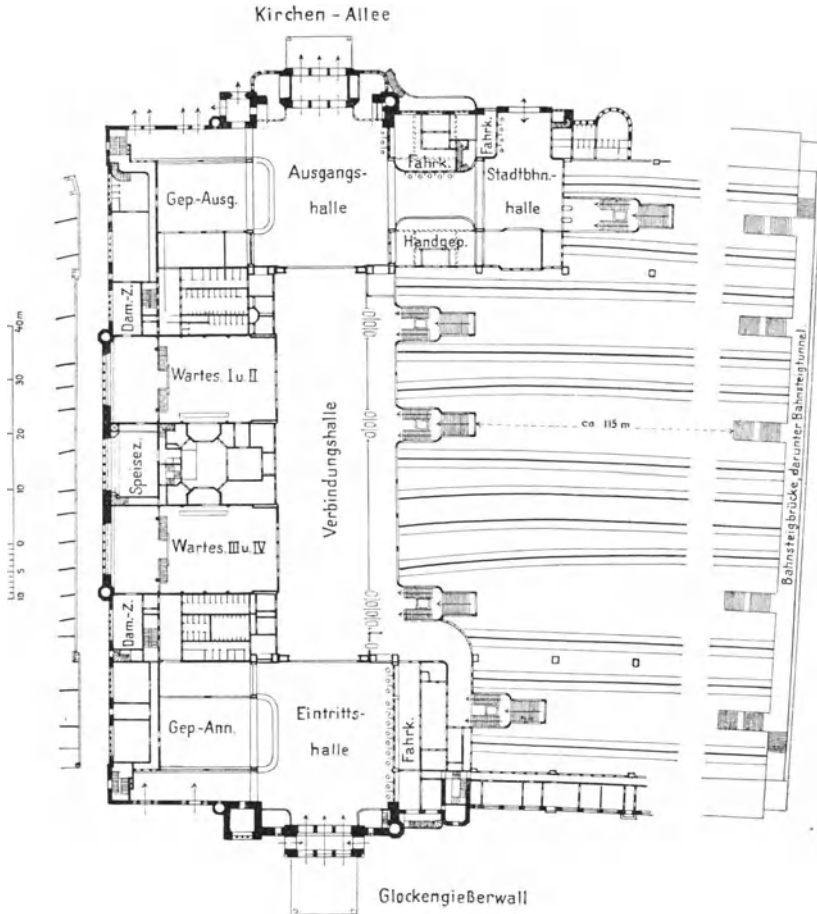 Kirchen-Allee
Ausgangs-
halle
Gep.-Ausg.
Fahrk.
Fahrk.
Stadtbhn.-
halle
Handgep.
Dam.-Z.
Wartes. I u. II
Speisez.
Verbindungshalle
ca. 115 m
Bahnsteigbrücke, darunter Bahnsteigtunnel.
Wartes. III u. IV
Dam.-Z.
Gep.-Ann.
Eintritts-
halle
Fahrk.
Glockengießerwall
40 m
30
20
10
0
5
10